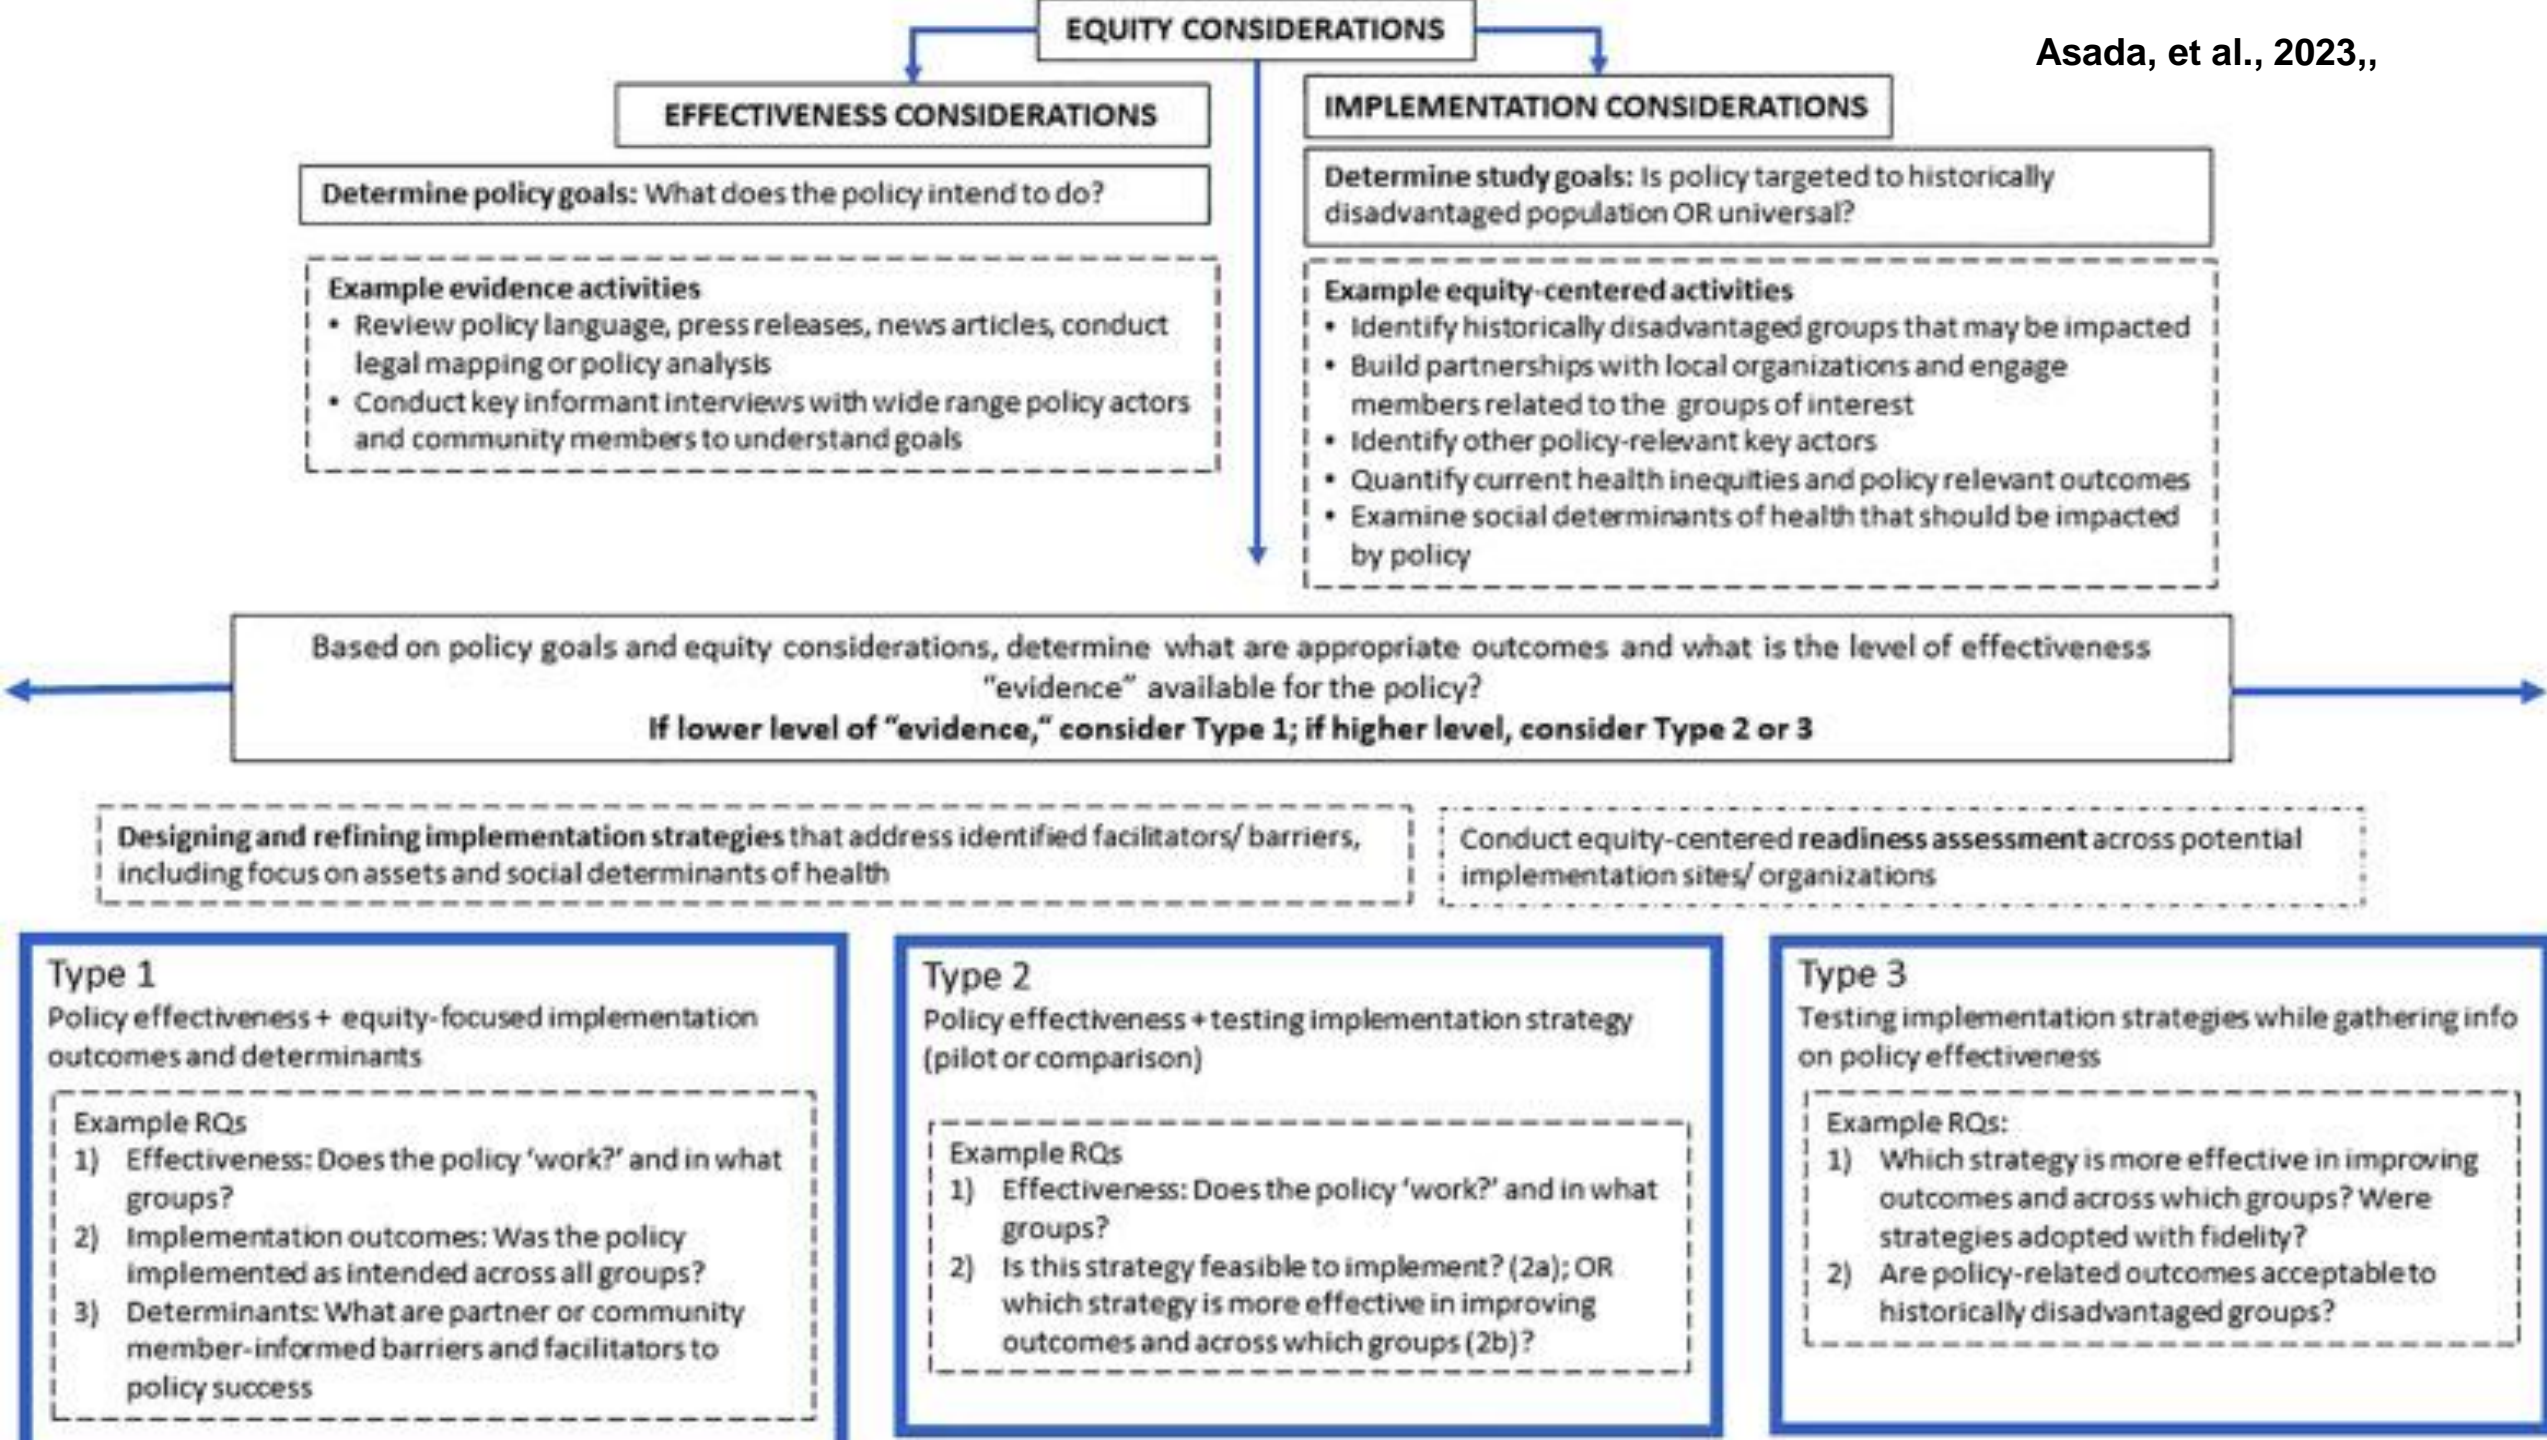 EQUITY CONSIDERATIONS
Asada, et al., 2023,,
EFFECTIVENESS CONSIDERATIONS
Determine policy goals: What does the policy intend to do?
Example evidence activities
• Review policy language, press releases, news articles, conduct
legal mapping or policy analysis
• Conduct key informant interviews with wide range policy actors
and community members to understand goals
IMPLEMENTATION CONSIDERATIONS
Determine study goals: Is policy targeted to historically
disadvantaged population OR universal?
Example equity-centered activities
• Identify historically disadvantaged groups that may be impacted
• Build partnerships with local organizations and engage
members related to the groups of interest
• Identify other policy-relevant key actors
• Quantify current health inequities and policy relevant outcomes
• Examine social determinants of health that should be impacted
by policy
Based on policy goals and equity considerations, determine what are appropriate outcomes and what is the level of effectiveness
“evidence” available for the policy?
If lower level of “evidence,“ consider Type 1; if higher level, consider Type 2 or 3
Designing and refining implementation strategies that address identified facilitators/ barriers,
including focus on assets and social determinants of health
Conduct equity-centered readiness assessment across potential
implementation sites/ organizations
Type 1
Policy effectiveness + equity-focused implementation
outcomes and determinants
Example RQs
1) Effectiveness: Does the policy ‘work?’ and in what
groups?
2) Implementation outcomes: Was the policy
implemented as intended across all groups?
3) Determinants: What are partner or community
member-informed barriers and facilitators to
policy success
Type 2
Policy effectiveness + testing implementation strategy
(pilot or comparison)
Example RQs
1) Effectiveness: Does the policy ‘work?’ and in what
groups?
2) Is this strategy feasible to implement? (2a); OR
which strategy is more effective in improving
outcomes and across which groups (2b)?
Type 3
Testing implementation strategies while gathering info
on policy effectiveness
Example RQs:
1) Which strategy is more effective in improving
outcomes and across which groups? Were
strategies adopted with fidelity?
2) Are policy-related outcomes acceptable to
historically disadvantaged groups?